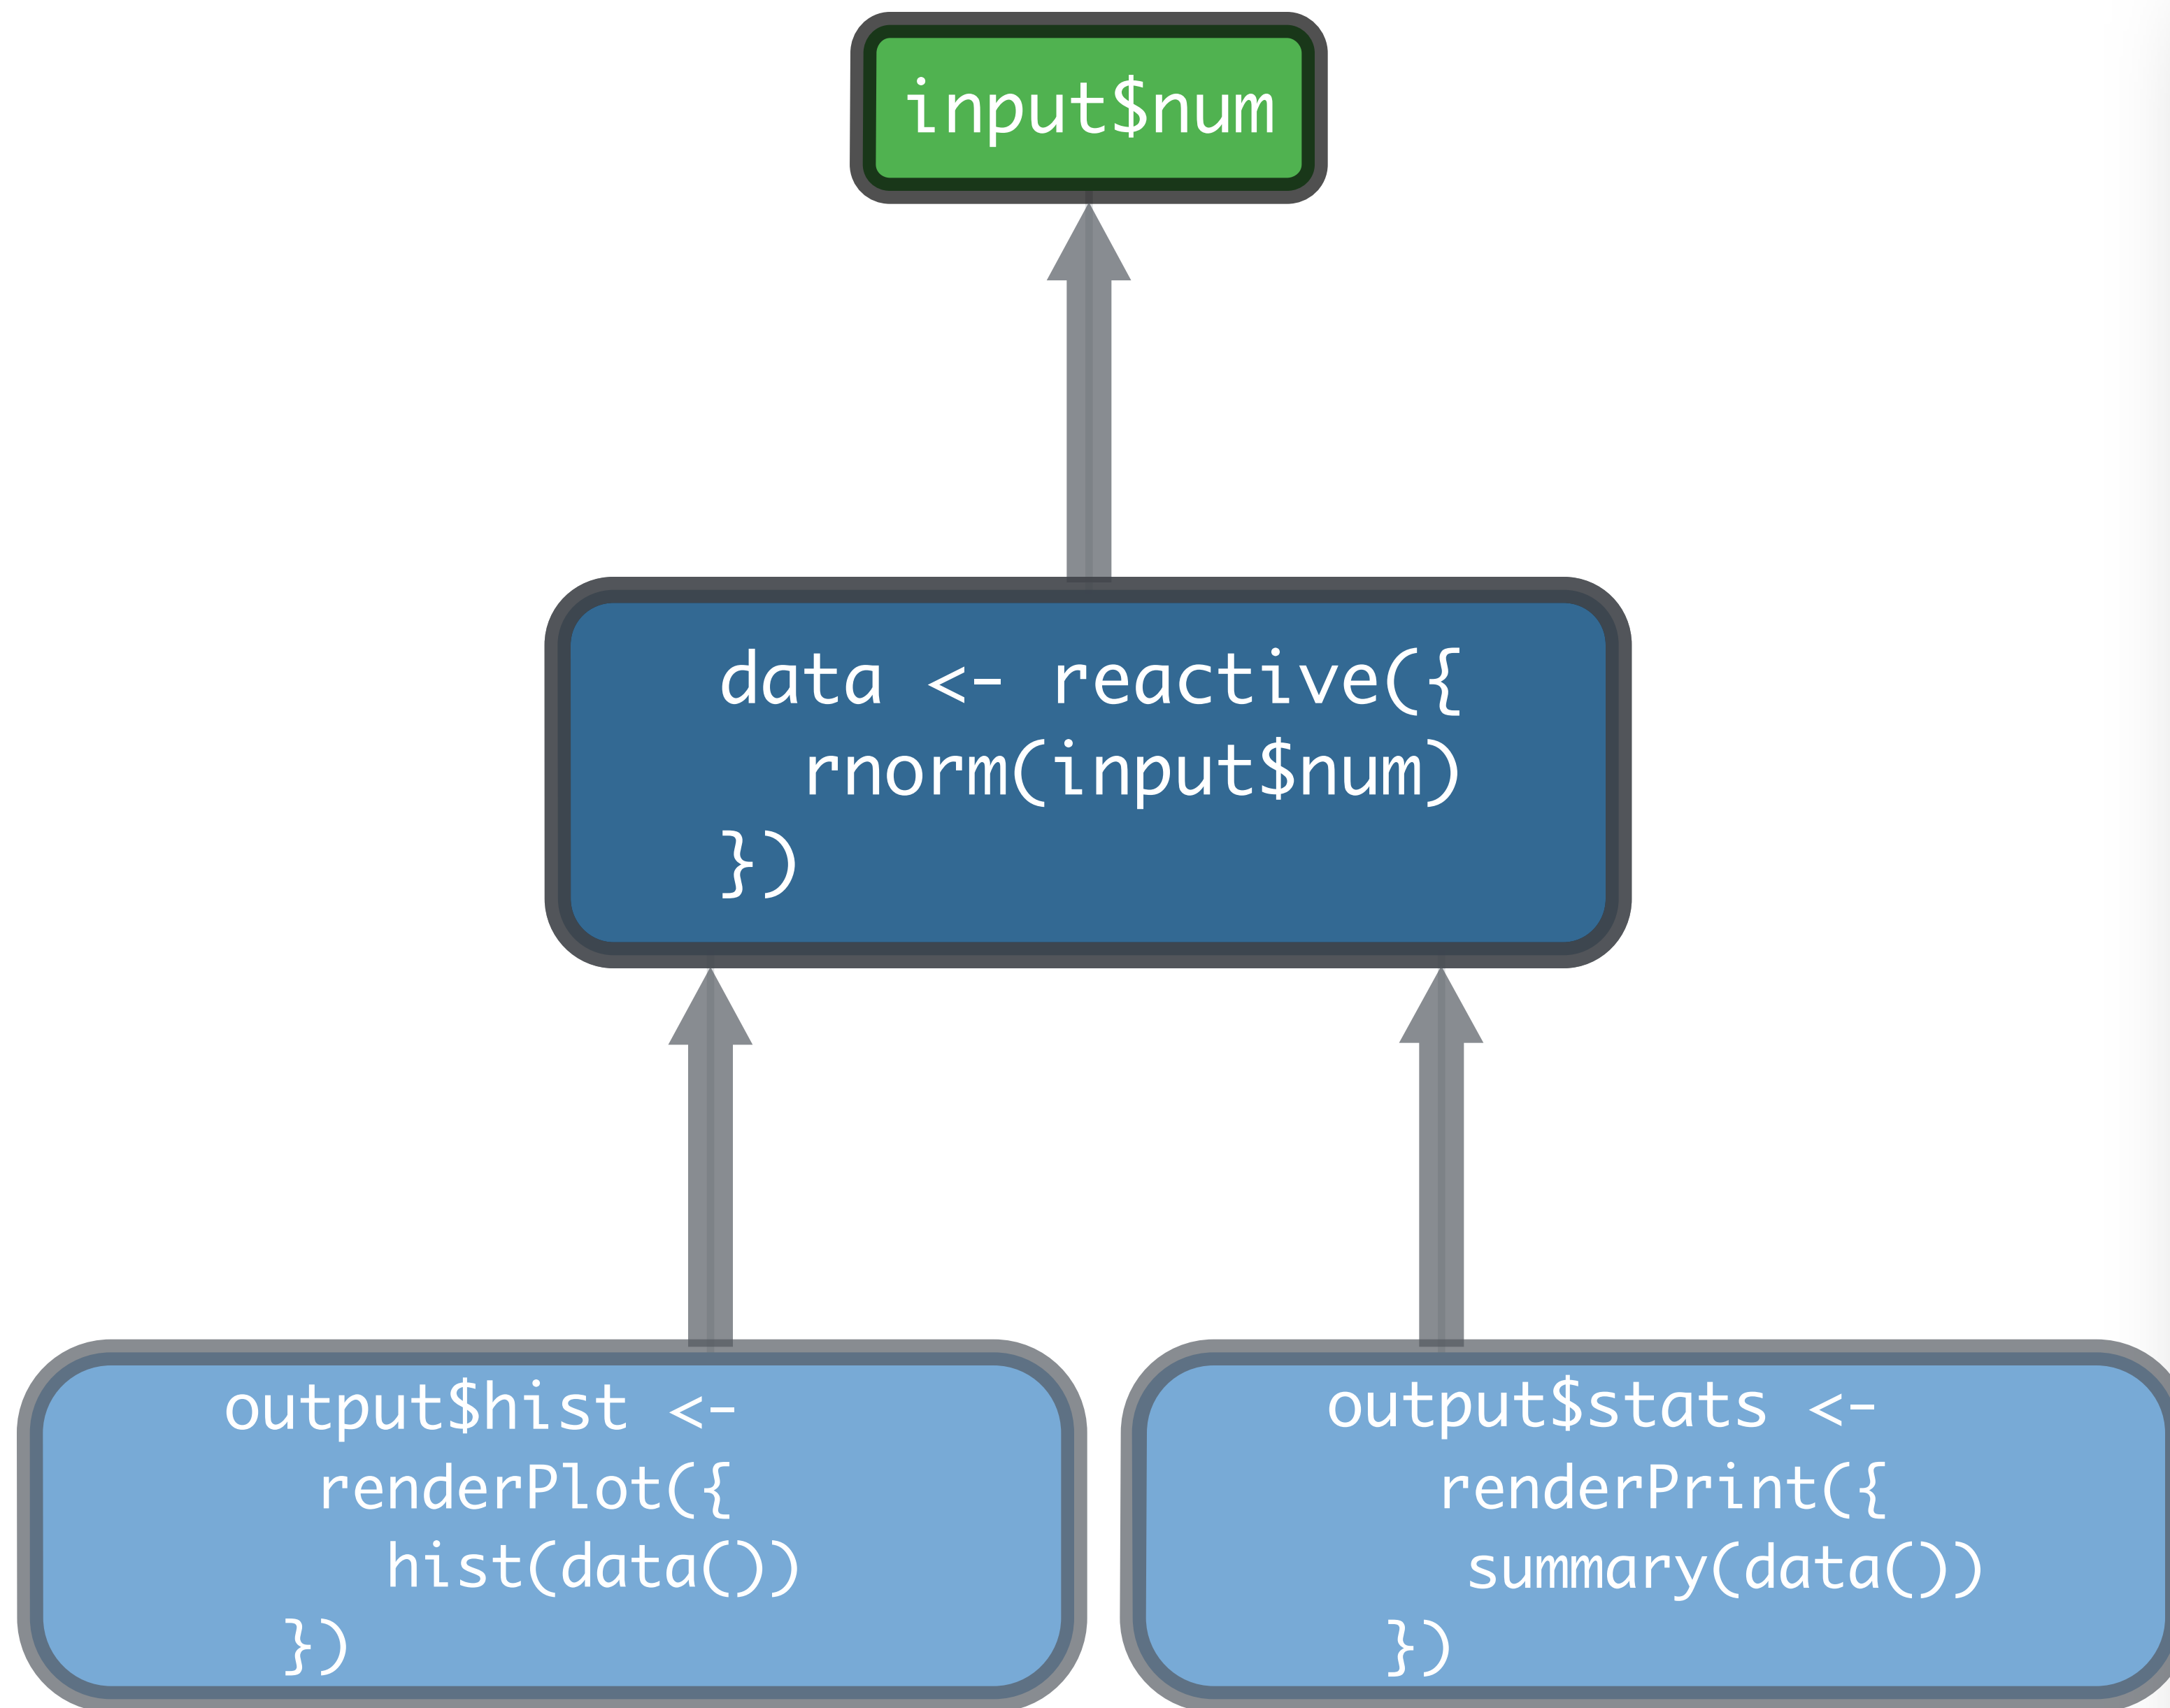 input$num
data <- reactive({
  rnorm(input$num)
})
output$hist <-
  renderPlot({
    hist(data())
  })
output$stats <-
  renderPrint({
    summary(data())
  })